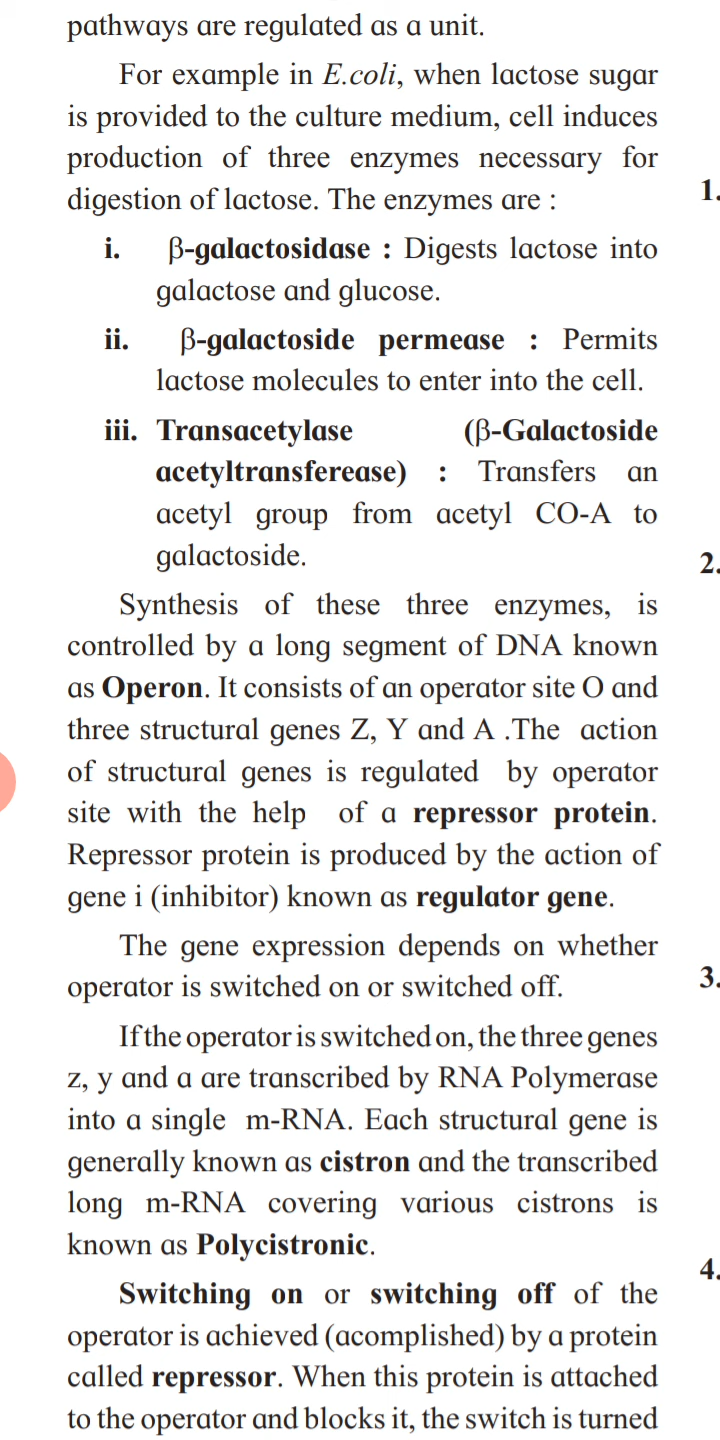 pathways are regulated as a unit.
For example in E.coli, when lactose sugar
is provided to the culture medium, cell induces
production of three enzymes necessary for
digestion of lactose. The enzymes are :
i. β-galactosidase : Digests lactose into
galactose and glucose.
ii. β-galactoside permease : Permits
lactose molecules to enter into the cell.
iii. Transacetylase (β-Galactoside
acetyltransferease) : Transfers an
acetyl group from acetyl CO-A to
galactoside.
Synthesis of these three enzymes, is
controlled by a long segment of DNA known
as Operon. It consists of an operator site O and
three structural genes Z, Y and A .The action
of structural genes is regulated by operator
site with the help of a repressor protein.
Repressor protein is produced by the action of
gene i (inhibitor) known as regulator gene.
The gene expression depends on whether
operator is switched on or switched off.
If the operator is switched on, the three genes
z, y and a are transcribed by RNA Polymerase
into a single m-RNA. Each structural gene is
generally known as cistron and the transcribed
long m-RNA covering various cistrons is
known as Polycistronic.
Switching on or switching off of the
operator is achieved (acomplished) by a protein
called repressor. When this protein is attached
to the operator and blocks it, the switch is turned
1.
2.
3.
4.